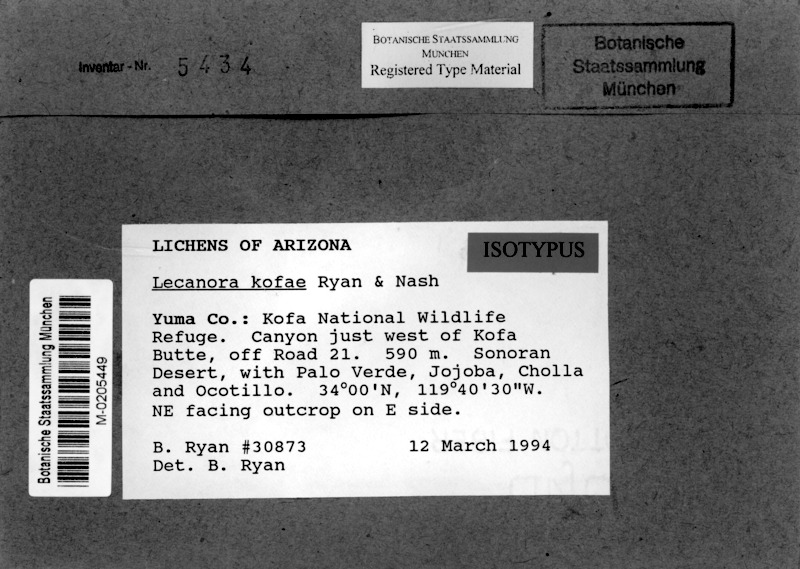 Inventar - Nr. 5434
BOTANISCHE STAATSSAMMLUNG
MÜNCHEN
Registered Type Material
Botanische
Staatssammlung
München
LICHENS OF ARIZONA
ISOTYPUS
Lecanora kofae Ryan & Nash
Yuma Co.: Kofa National Wildlife
Refuge. Canyon just west of Kofa
Butte, off Road 21. 590 m. Sonoran
Desert, with Palo Verde, Jojoba, Cholla
and Ocotillo. 34°00'N, 119°40'30"W.
NE facing outcrop on E side.
B. Ryan #30873 12 March 1994
Det. B. Ryan
Botanische Staatssammlung München
M-0205449